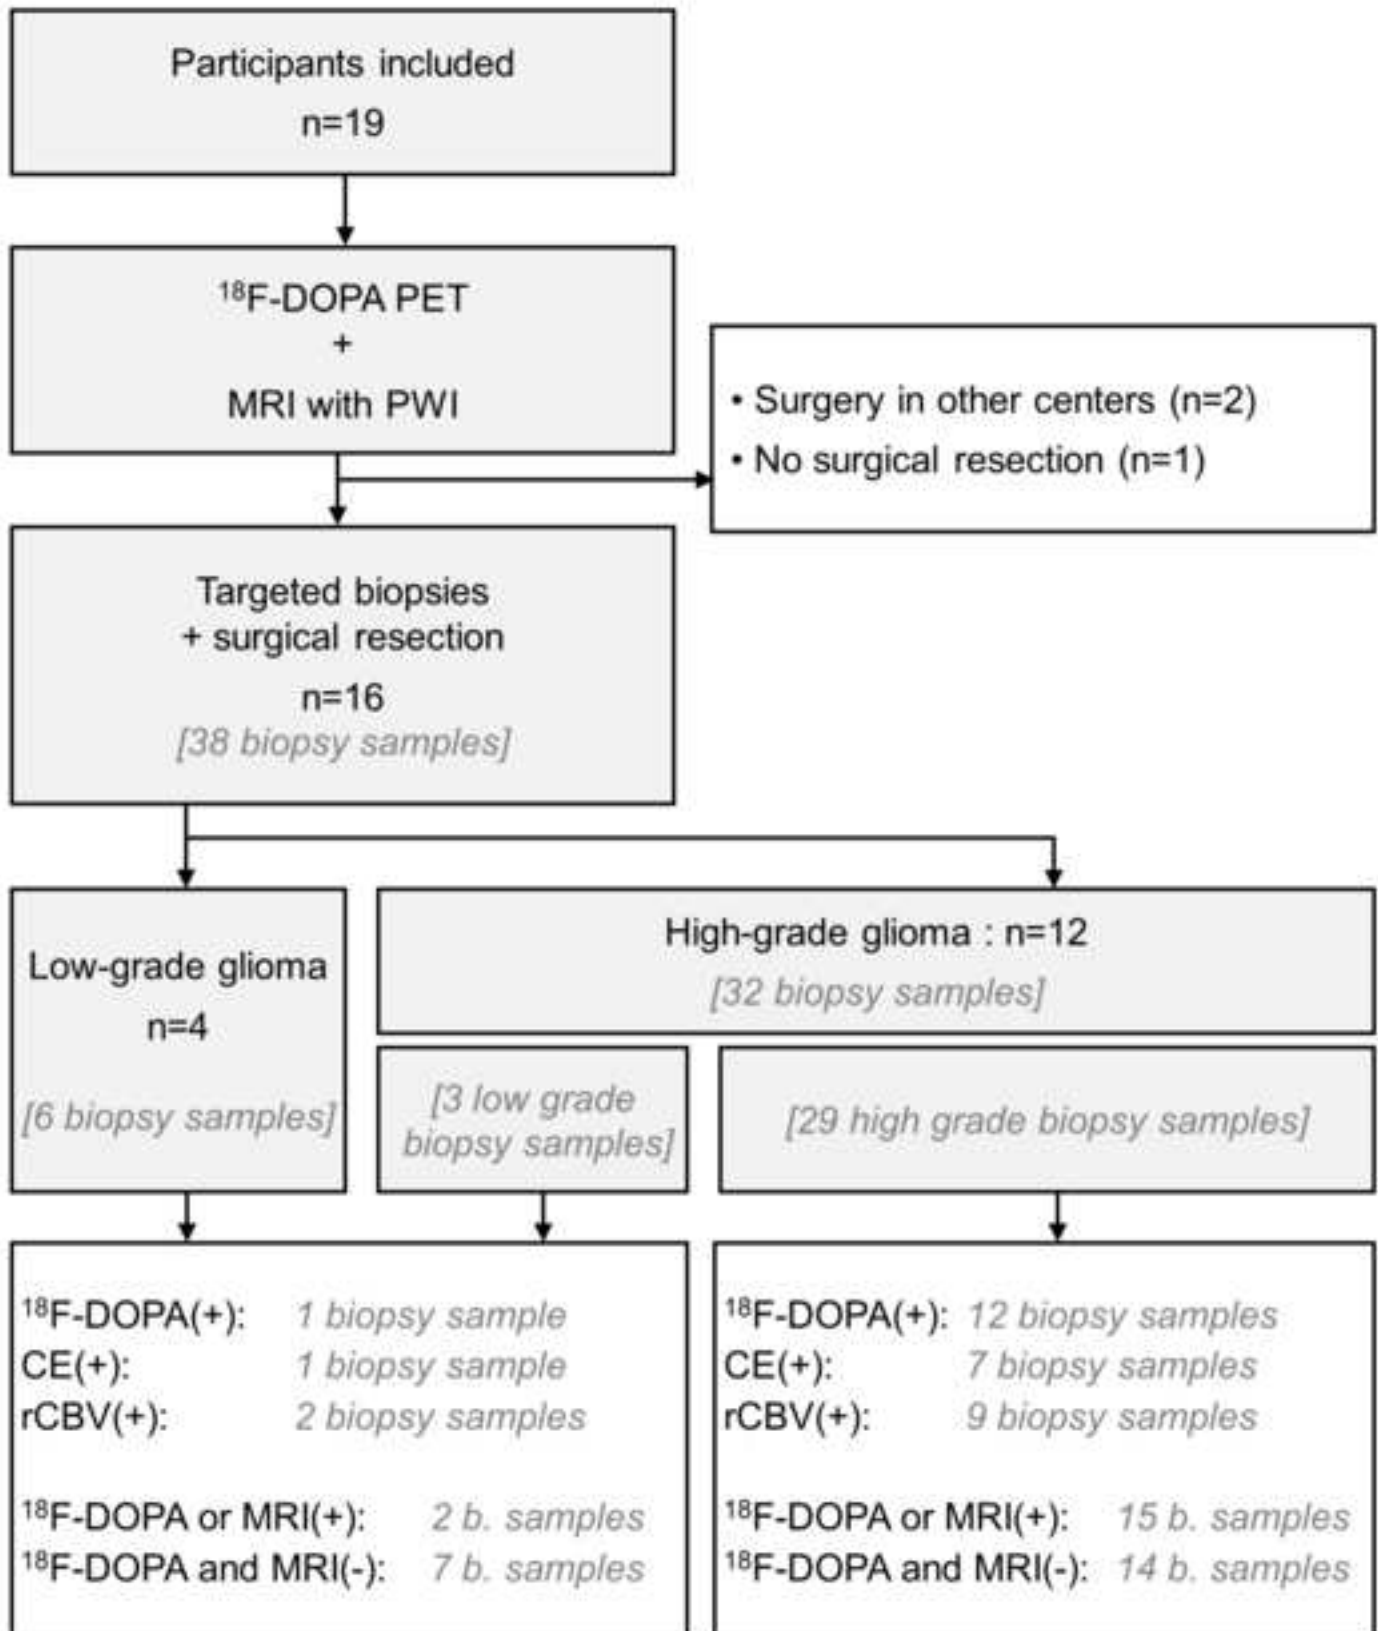 Participants included
n=19
¹⁸F-DOPA PET
+
MRI with PWI
• Surgery in other centers (n=2)
• No surgical resection (n=1)
Targeted biopsies
+ surgical resection
n=16
[38 biopsy samples]
Low-grade glioma
n=4
[6 biopsy samples]
High-grade glioma : n=12
[32 biopsy samples]
[3 low grade
biopsy samples]
[29 high grade biopsy samples]
¹⁸F-DOPA(+): 1 biopsy sample
CE(+): 1 biopsy sample
rCBV(+): 2 biopsy samples
¹⁸F-DOPA or MRI(+): 2 b. samples
¹⁸F-DOPA and MRI(-): 7 b. samples
¹⁸F-DOPA(+): 12 biopsy samples
CE(+): 7 biopsy samples
rCBV(+): 9 biopsy samples
¹⁸F-DOPA or MRI(+): 15 b. samples
¹⁸F-DOPA and MRI(-): 14 b. samples